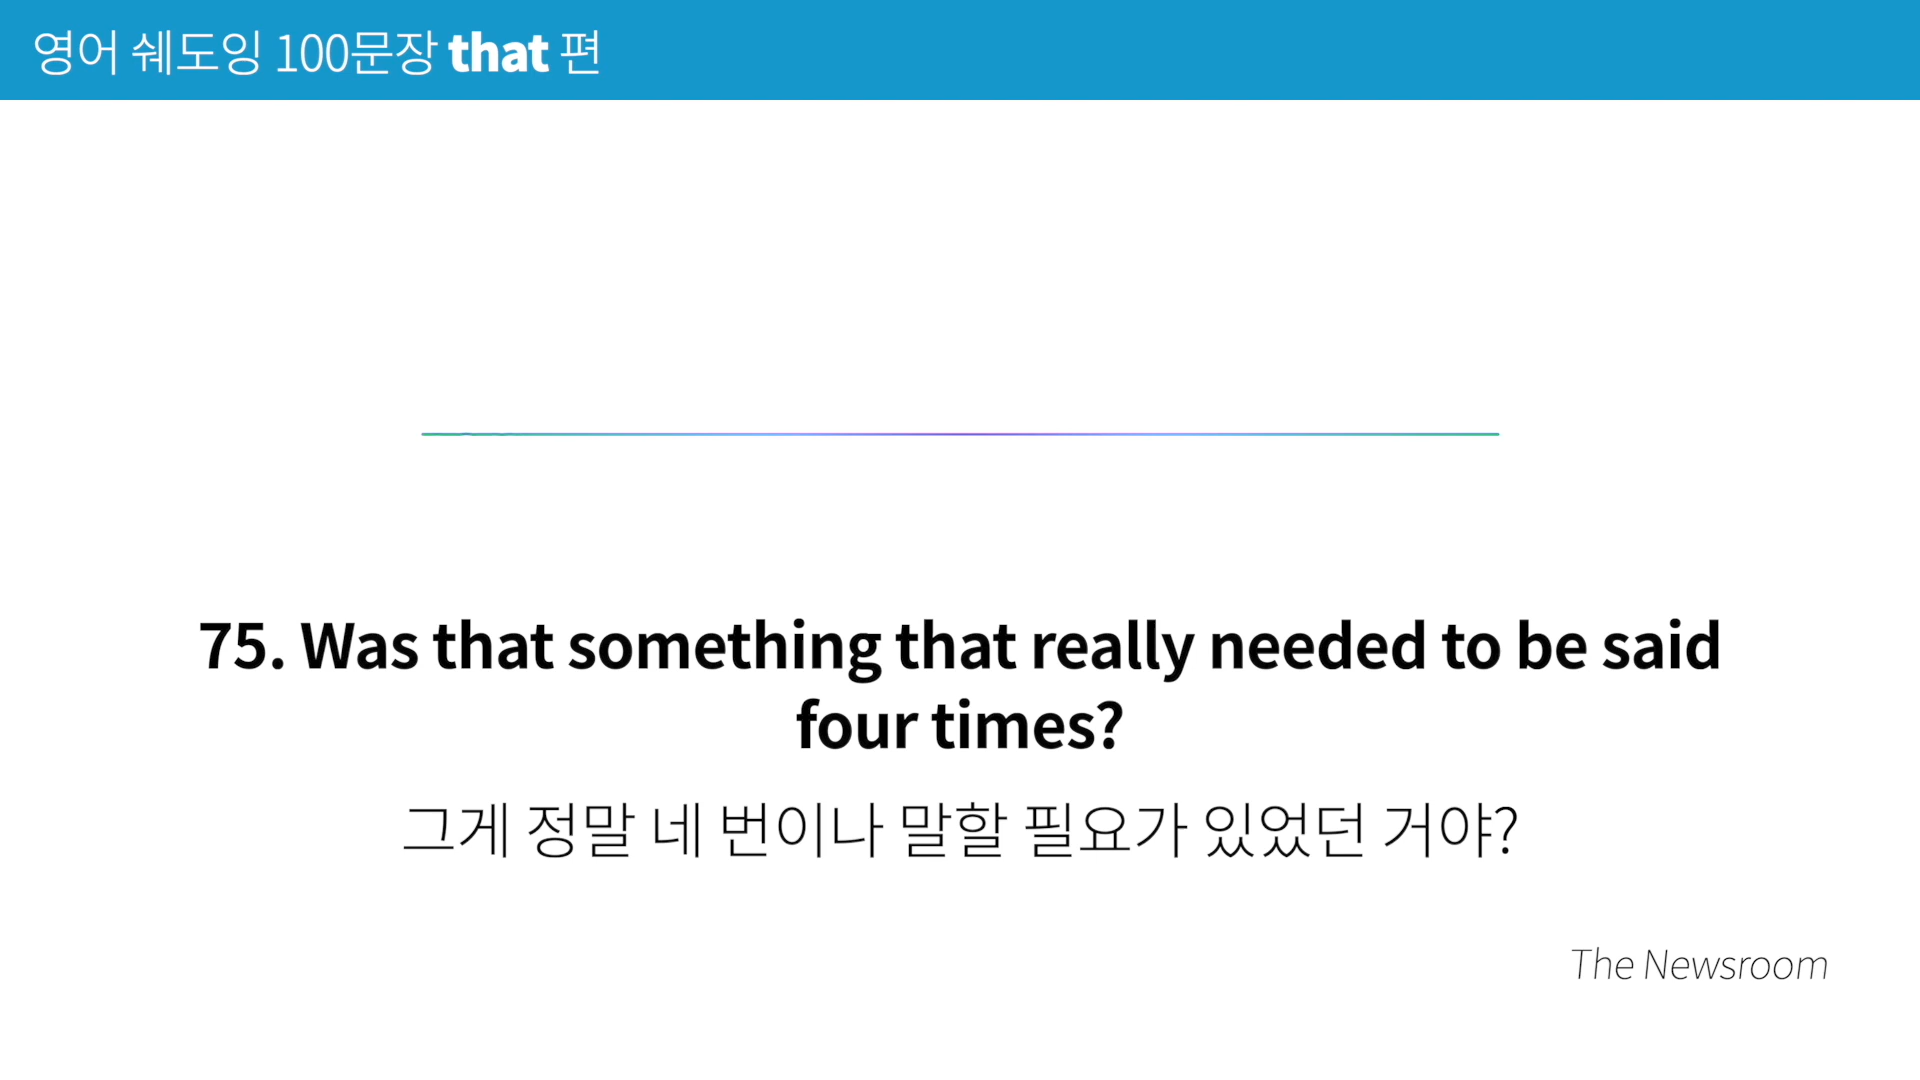 영어 쉐도잉 100문장 that 편
75. Was that something that really needed to be said
four times?
그게 정말 네 번이나 말할 필요가 있었던 거야?
The Newsroom